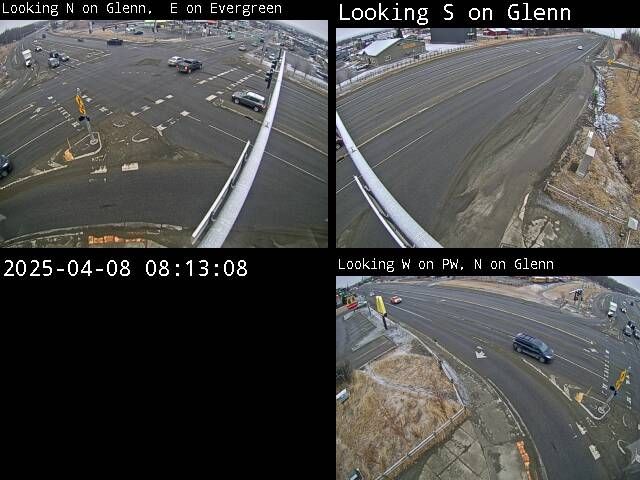 Looking N on Glenn,  E on Evergreen
Looking S on Glenn
2025-04-08 08:13:08
Looking W on PW, N on Glenn